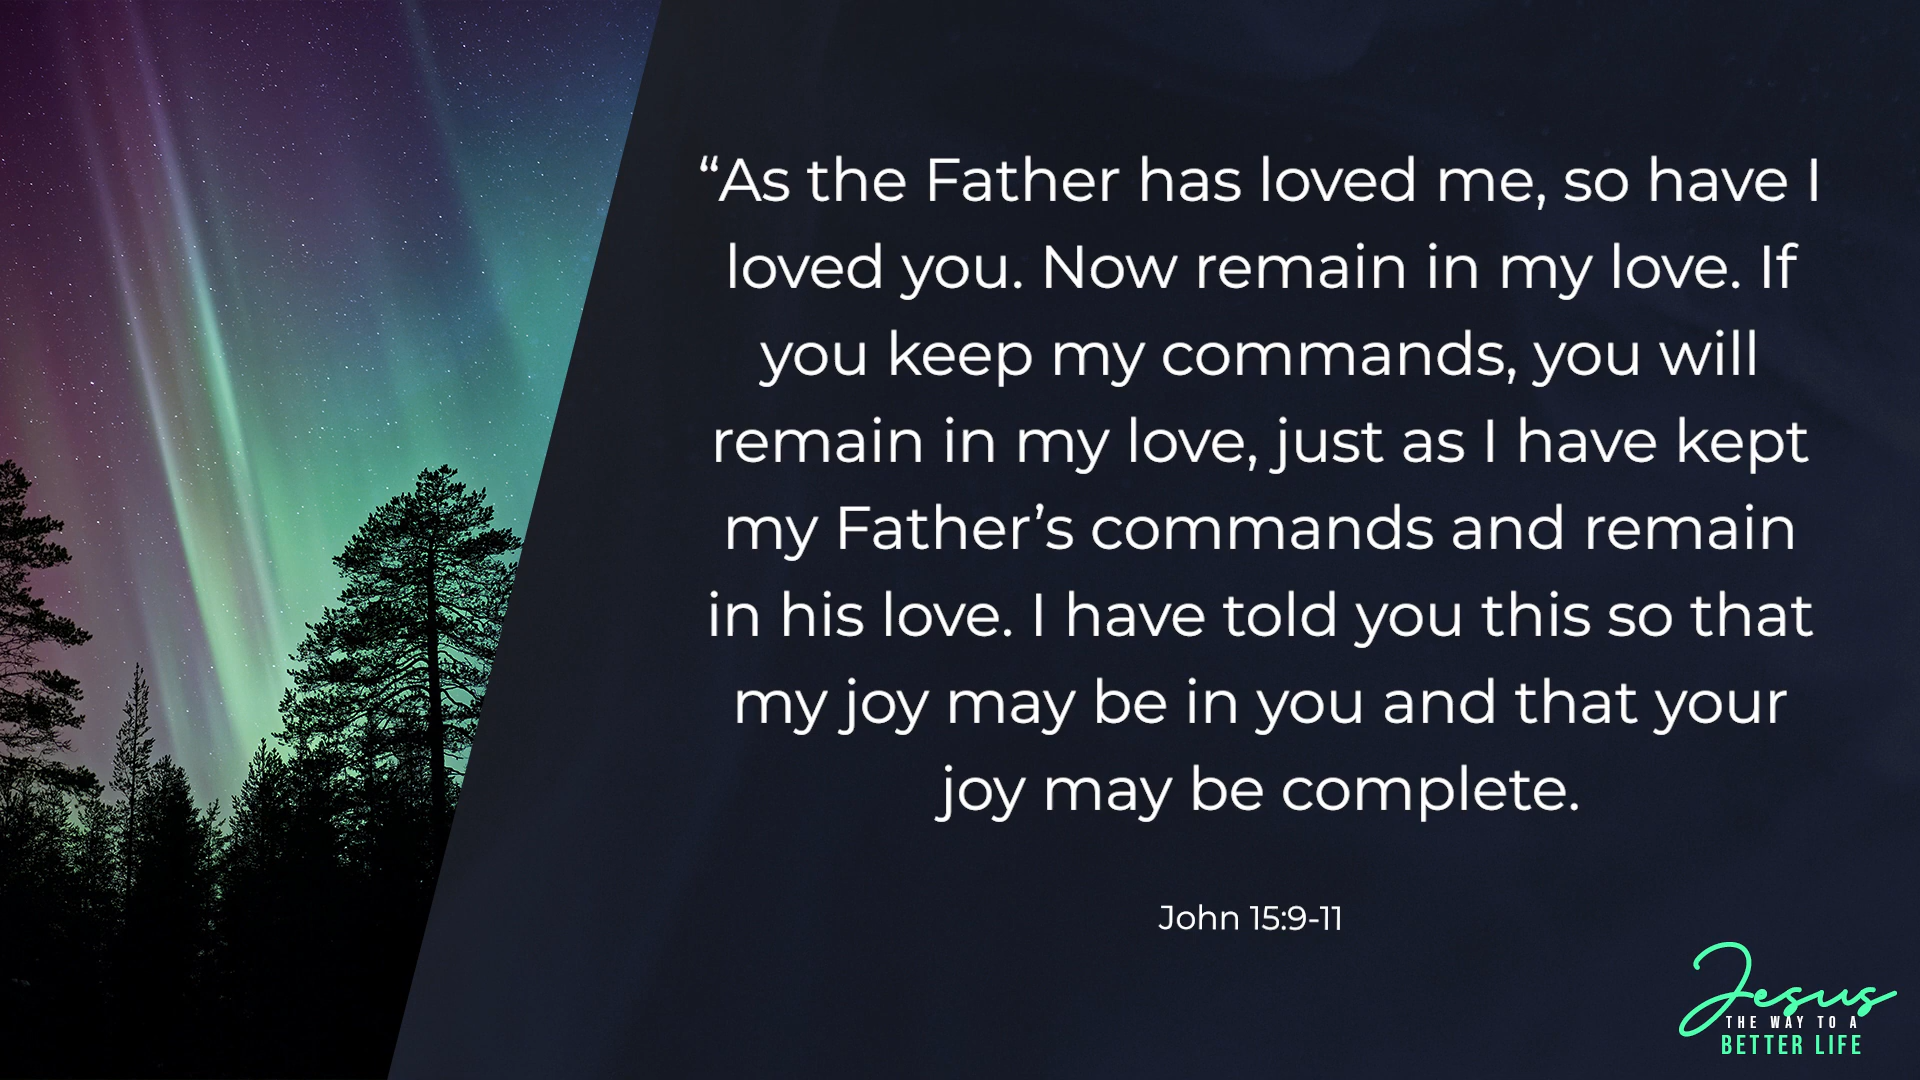 “As the Father has loved me, so have I
loved you. Now remain in my love. If
you keep my commands, you will
remain in my love, just as I have kept
my Father’s commands and remain
in his love. I have told you this so that
my joy may be in you and that your
joy may be complete.
John 15:9-11
Jesus
THE WAY TO A
BETTER LIFE